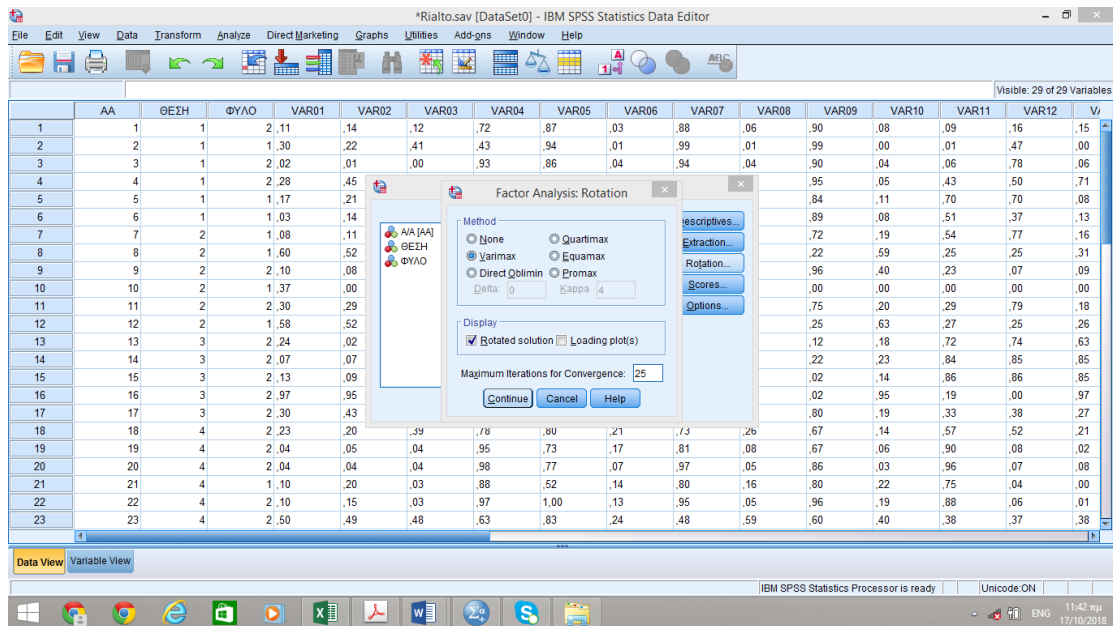 *Rialto.sav [DataSet0] - IBM SPSS Statistics Data Editor
File Edit View Data Transform Analyze Direct Marketing Graphs Utilities Add-ons Window Help
Visible: 29 of 29 Variables
AA ΘΕΣΗ ΦΥΛΟ VAR01 VAR02 VAR03 VAR04 VAR05 VAR06 VAR07 VAR08 VAR09 VAR10 VAR11 VAR12
1 1 1 2 ,11 ,14 ,12 ,72 ,87 ,03 ,88 ,06 ,90 ,08 ,09 ,16 ,15
2 2 1 1 ,30 ,22 ,41 ,43 ,94 ,01 ,99 ,01 ,99 ,00 ,01 ,47 ,00
3 3 1 2 ,02 ,01 ,00 ,93 ,86 ,04 ,94 ,04 ,90 ,04 ,06 ,78 ,06
4 4 1 2 ,28 ,45 ,95 ,05 ,43 ,50 ,71
5 5 1 1 ,17 ,21 ,84 ,11 ,70 ,70 ,08
6 6 1 1 ,03 ,14 ,89 ,08 ,51 ,37 ,13
7 7 2 1 ,08 ,11 ,72 ,19 ,54 ,77 ,16
8 8 2 1 ,60 ,52 ,22 ,59 ,25 ,25 ,31
9 9 2 2 ,10 ,08 ,96 ,40 ,23 ,07 ,09
10 10 2 1 ,37 ,00 ,00 ,00 ,00 ,00 ,00
11 11 2 2 ,30 ,29 ,75 ,20 ,29 ,79 ,18
12 12 2 1 ,58 ,52 ,25 ,63 ,27 ,25 ,26
13 13 3 2 ,24 ,02 ,12 ,18 ,72 ,74 ,63
14 14 3 2 ,07 ,07 ,22 ,23 ,84 ,85 ,85
15 15 3 2 ,13 ,09 ,02 ,14 ,86 ,86 ,85
16 16 3 2 ,97 ,95 ,02 ,95 ,19 ,00 ,97
17 17 3 2 ,30 ,43 ,80 ,19 ,33 ,38 ,27
18 18 4 2 ,23 ,20 ,39 ,78 ,80 ,21 ,73 ,26 ,67 ,14 ,57 ,52 ,21
19 19 4 2 ,04 ,05 ,04 ,95 ,73 ,17 ,81 ,08 ,67 ,06 ,90 ,08 ,02
20 20 4 2 ,04 ,04 ,04 ,98 ,77 ,07 ,97 ,05 ,86 ,03 ,96 ,07 ,08
21 21 4 1 ,10 ,20 ,03 ,88 ,52 ,14 ,80 ,16 ,80 ,22 ,75 ,04 ,00
22 22 4 2 ,10 ,15 ,03 ,97 1,00 ,13 ,95 ,05 ,96 ,19 ,88 ,06 ,01
23 23 4 2 ,50 ,49 ,48 ,63 ,83 ,24 ,48 ,59 ,60 ,40 ,38 ,37 ,38
A/A [AA]
ΘΕΣΗ
ΦΥΛΟ
Extraction...
Rotation...
Scores...
Options...
Factor Analysis: Rotation
Method
None Quartimax
Varimax Equamax
Direct Oblimin Promax
Delta: 0 Kappa 4
Display
Rotated solution Loading plot(s)
Maximum Iterations for Convergence: 25
Continue Cancel Help
Data View Variable View
IBM SPSS Statistics Processor is ready Unicode:ON
ENG 11:42 πμ
17/10/2018